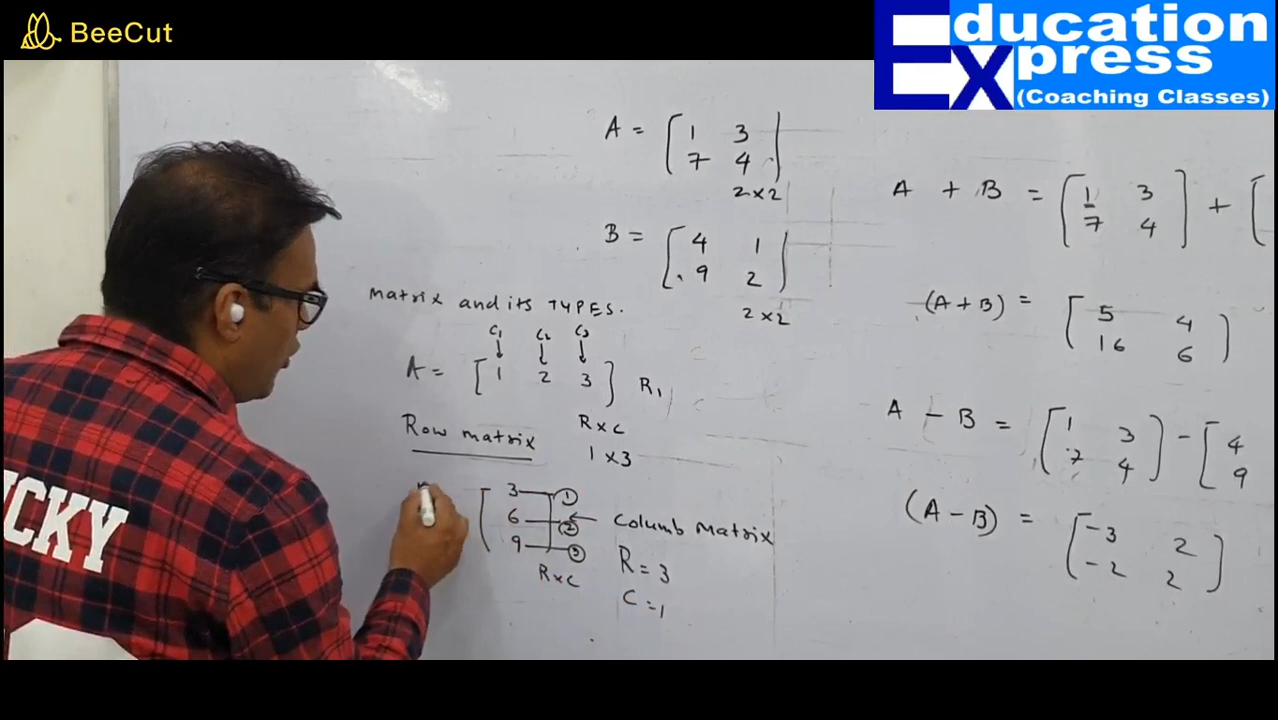 BeeCut
Education
Express
(Coaching Classes)
A = [ 1 3
7 4 ]
2×2
B = [ 4 1
9 2 ]
2×2
Matrix and its TYPES.
C1 C2 C3
A = [ 1 2 3 ] R1
Row matrix
R×C
1×3
[ 3 ①
6 ②
9 ③
← Columb Matrix
R×C
R = 3
C = 1
A + B = [ 1 3
7 4 ] + [
(A+B) = [ 5 4
16 6 ]
A - B = [ 1 3
7 4 ] - [ 4
9
(A-B) = [ -3 2
-2 2 ]
UCKY